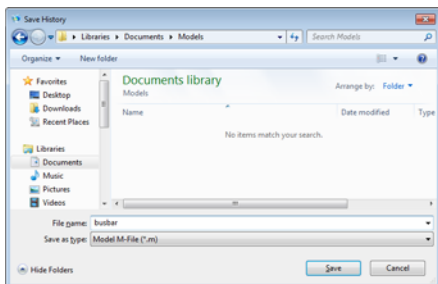 Save History
Libraries ▸ Documents ▸ Models
Search Models
Organize
New folder
Favorites
Desktop
Downloads
Recent Places
Libraries
Documents
Music
Pictures
Videos
Documents library
Models
Arrange by: Folder
Name
Date modified
Type
No items match your search.
File name: busbar
Save as type: Model M-File (*.m)
Hide Folders
Save
Cancel